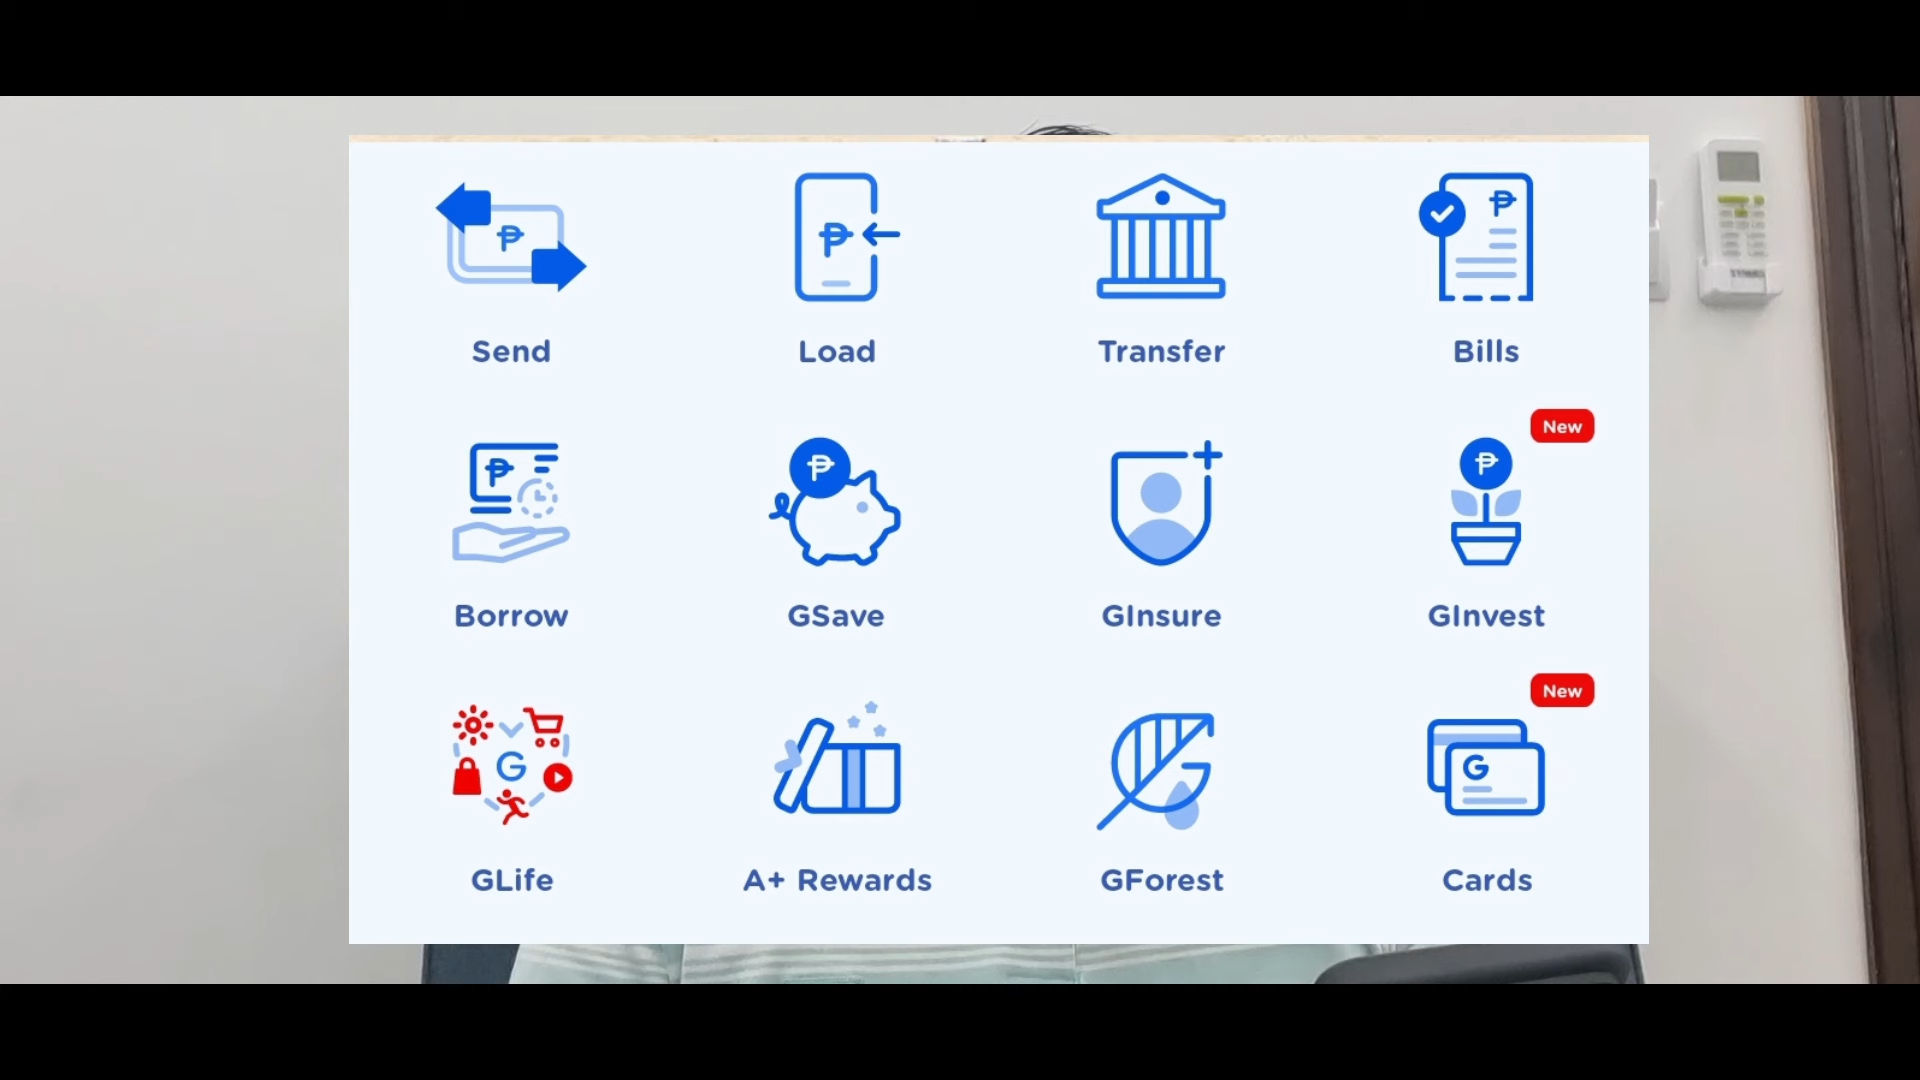 Send
Load
Transfer
Bills
New
Borrow
GSave
GInsure
GInvest
New
GLife
A+ Rewards
GForest
Cards